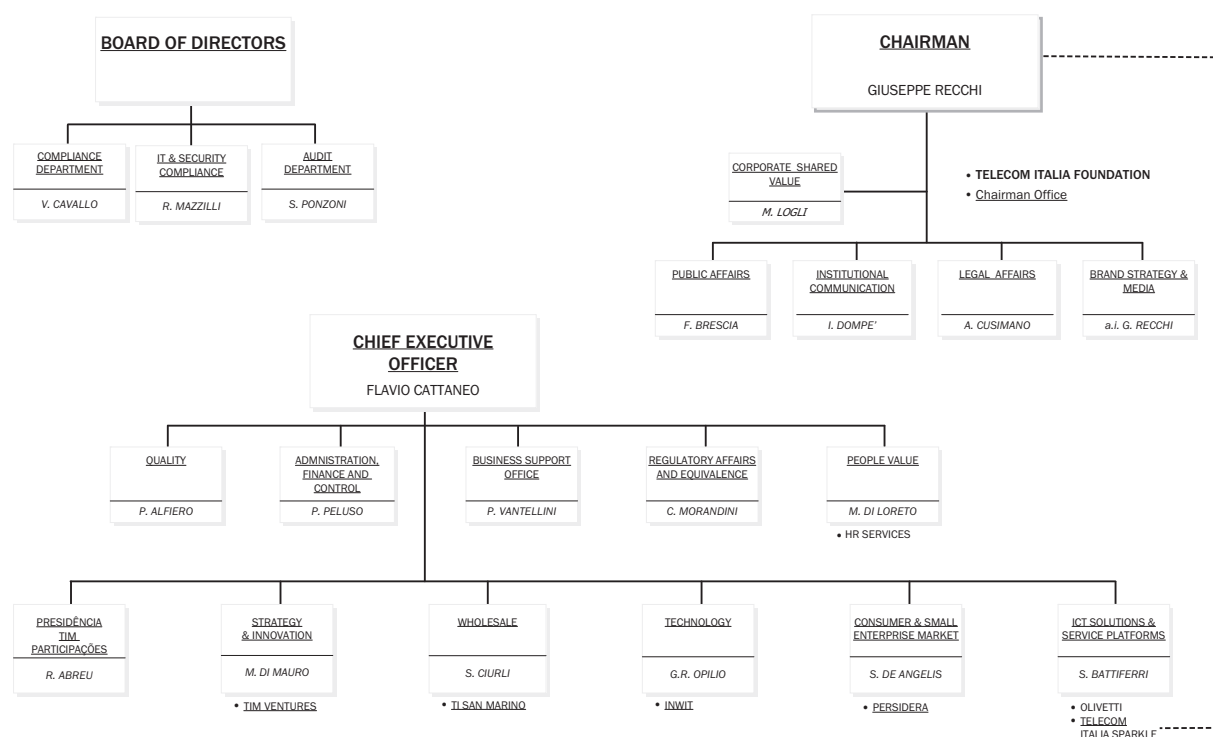 BOARD OF DIRECTORS
COMPLIANCE
DEPARTMENT
V. CAVALLO
IT & SECURITY
COMPLIANCE
R. MAZZILLI
AUDIT
DEPARTMENT
S. PONZONI
CHAIRMAN
GIUSEPPE RECCHI
CORPORATE SHARED
VALUE
M. LOGLI
• TELECOM ITALIA FOUNDATION
• Chairman Office
PUBLIC AFFAIRS
F. BRESCIA
INSTITUTIONAL
COMMUNICATION
I. DOMPE'
LEGAL AFFAIRS
A. CUSIMANO
BRAND STRATEGY &
MEDIA
a.i. G. RECCHI
CHIEF EXECUTIVE
OFFICER
FLAVIO CATTANEO
QUALITY
P. ALFIERO
ADMNISTRATION,
FINANCE AND
CONTROL
P. PELUSO
BUSINESS SUPPORT
OFFICE
P. VANTELLINI
REGULATORY AFFAIRS
AND EQUIVALENCE
C. MORANDINI
PEOPLE VALUE
M. DI LORETO
• HR SERVICES
PRESIDÊNCIA
TIM
PARTICIPAÇÕES
R. ABREU
STRATEGY
& INNOVATION
M. DI MAURO
• TIM VENTURES
WHOLESALE
S. CIURLI
• TI SAN MARINO
TECHNOLOGY
G.R. OPILIO
• INWIT
CONSUMER & SMALL
ENTERPRISE MARKET
S. DE ANGELIS
• PERSIDERA
ICT SOLUTIONS &
SERVICE PLATFORMS
S. BATTIFERRI
• OLIVETTI
• TELECOM
ITALIA SPARKLE